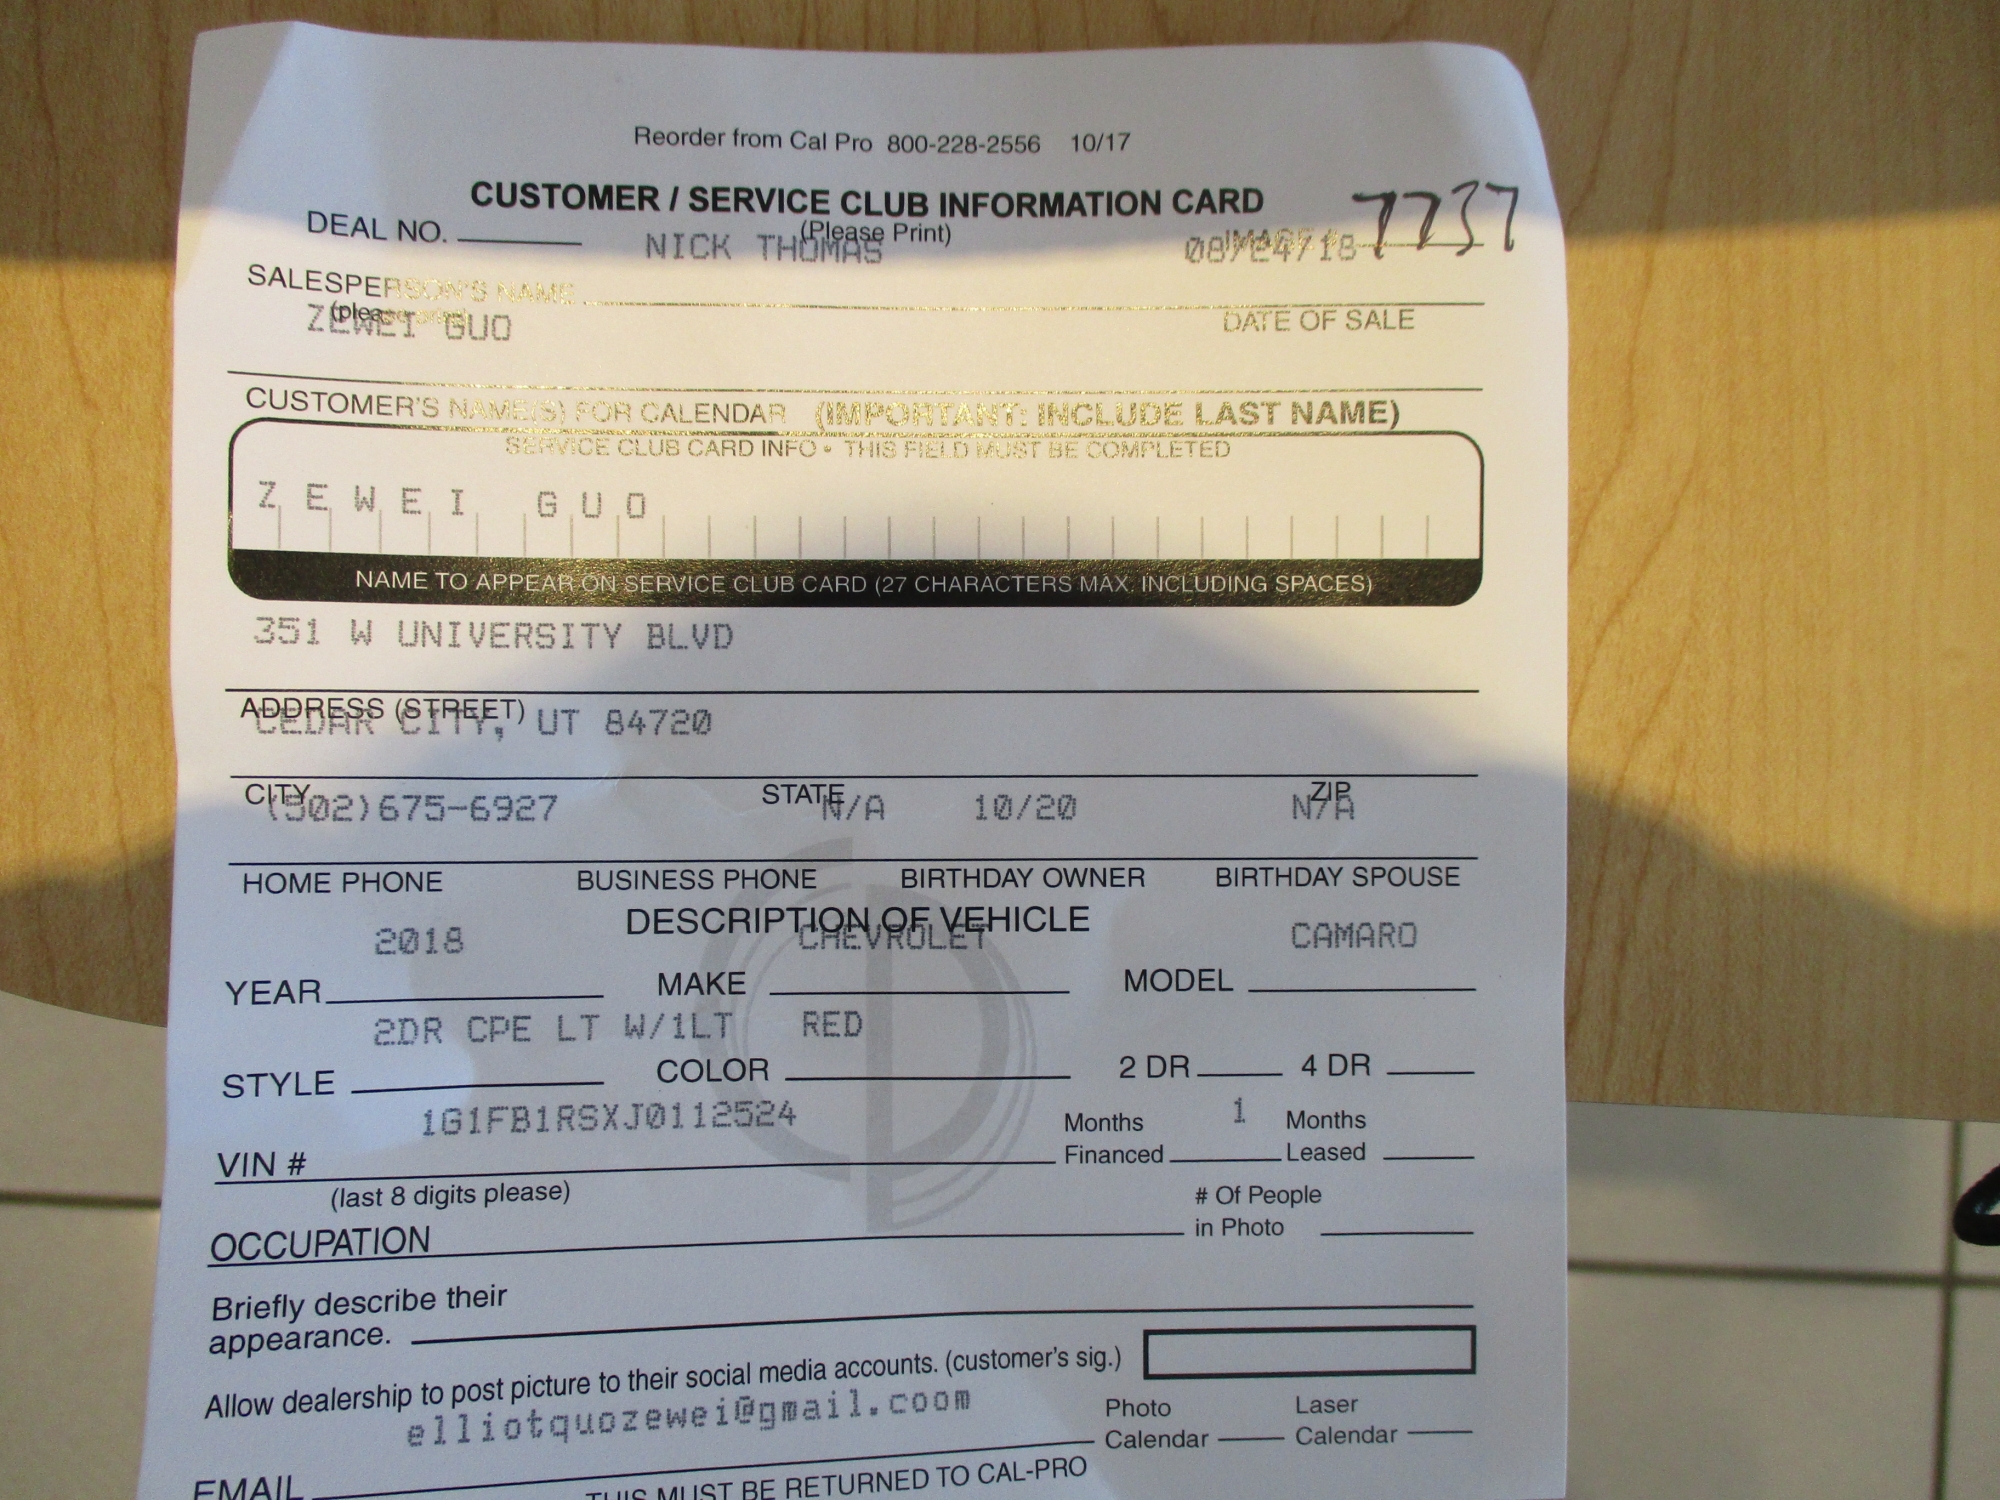 Reorder from Cal Pro 800-228-2556 10/17
CUSTOMER / SERVICE CLUB INFORMATION CARD
7737
DEAL NO.
(Please Print)
IMAGE #
NICK THOMAS 08/24/18
SALESPERSON'S NAME
(please print)
DATE OF SALE
ZEWEI GUO
CUSTOMER'S NAME(S) FOR CALENDAR (IMPORTANT: INCLUDE LAST NAME)
SERVICE CLUB CARD INFO • THIS FIELD MUST BE COMPLETED
ZEWEI GUO
NAME TO APPEAR ON SERVICE CLUB CARD (27 CHARACTERS MAX. INCLUDING SPACES)
351 W UNIVERSITY BLVD
ADDRESS (STREET)
CEDAR CITY, UT 84720
CITY STATE ZIP
(502)675-6927 N/A 10/20 N/A
HOME PHONE BUSINESS PHONE BIRTHDAY OWNER BIRTHDAY SPOUSE
DESCRIPTION OF VEHICLE
2018 CHEVROLET CAMARO
YEAR MAKE MODEL
2DR CPE LT W/1LT RED
STYLE COLOR 2 DR 4 DR
1G1FB1RSXJ0112524 1
VIN # Months Financed Months Leased
(last 8 digits please)
OCCUPATION # Of People in Photo
Briefly describe their
appearance.
Allow dealership to post picture to their social media accounts. (customer's sig.)
elliotquozewei@gmail.coom
EMAIL Photo Calendar Laser Calendar
THIS MUST BE RETURNED TO CAL-PRO